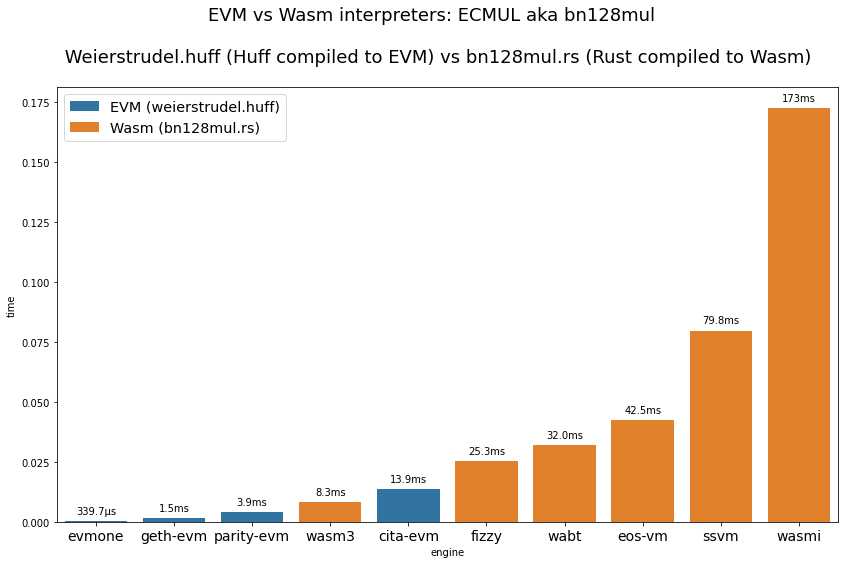 EVM vs Wasm interpreters: ECMUL aka bn128mul
Weierstrudel.huff (Huff compiled to EVM) vs bn128mul.rs (Rust compiled to Wasm)
EVM (weierstrudel.huff)
Wasm (bn128mul.rs)
0.175
0.150
0.125
0.100
0.075
0.050
0.025
0.000
time
339.7µs
1.5ms
3.9ms
8.3ms
13.9ms
25.3ms
32.0ms
42.5ms
79.8ms
173ms
evmone geth-evm parity-evm wasm3 cita-evm fizzy wabt eos-vm ssvm wasmi
engine